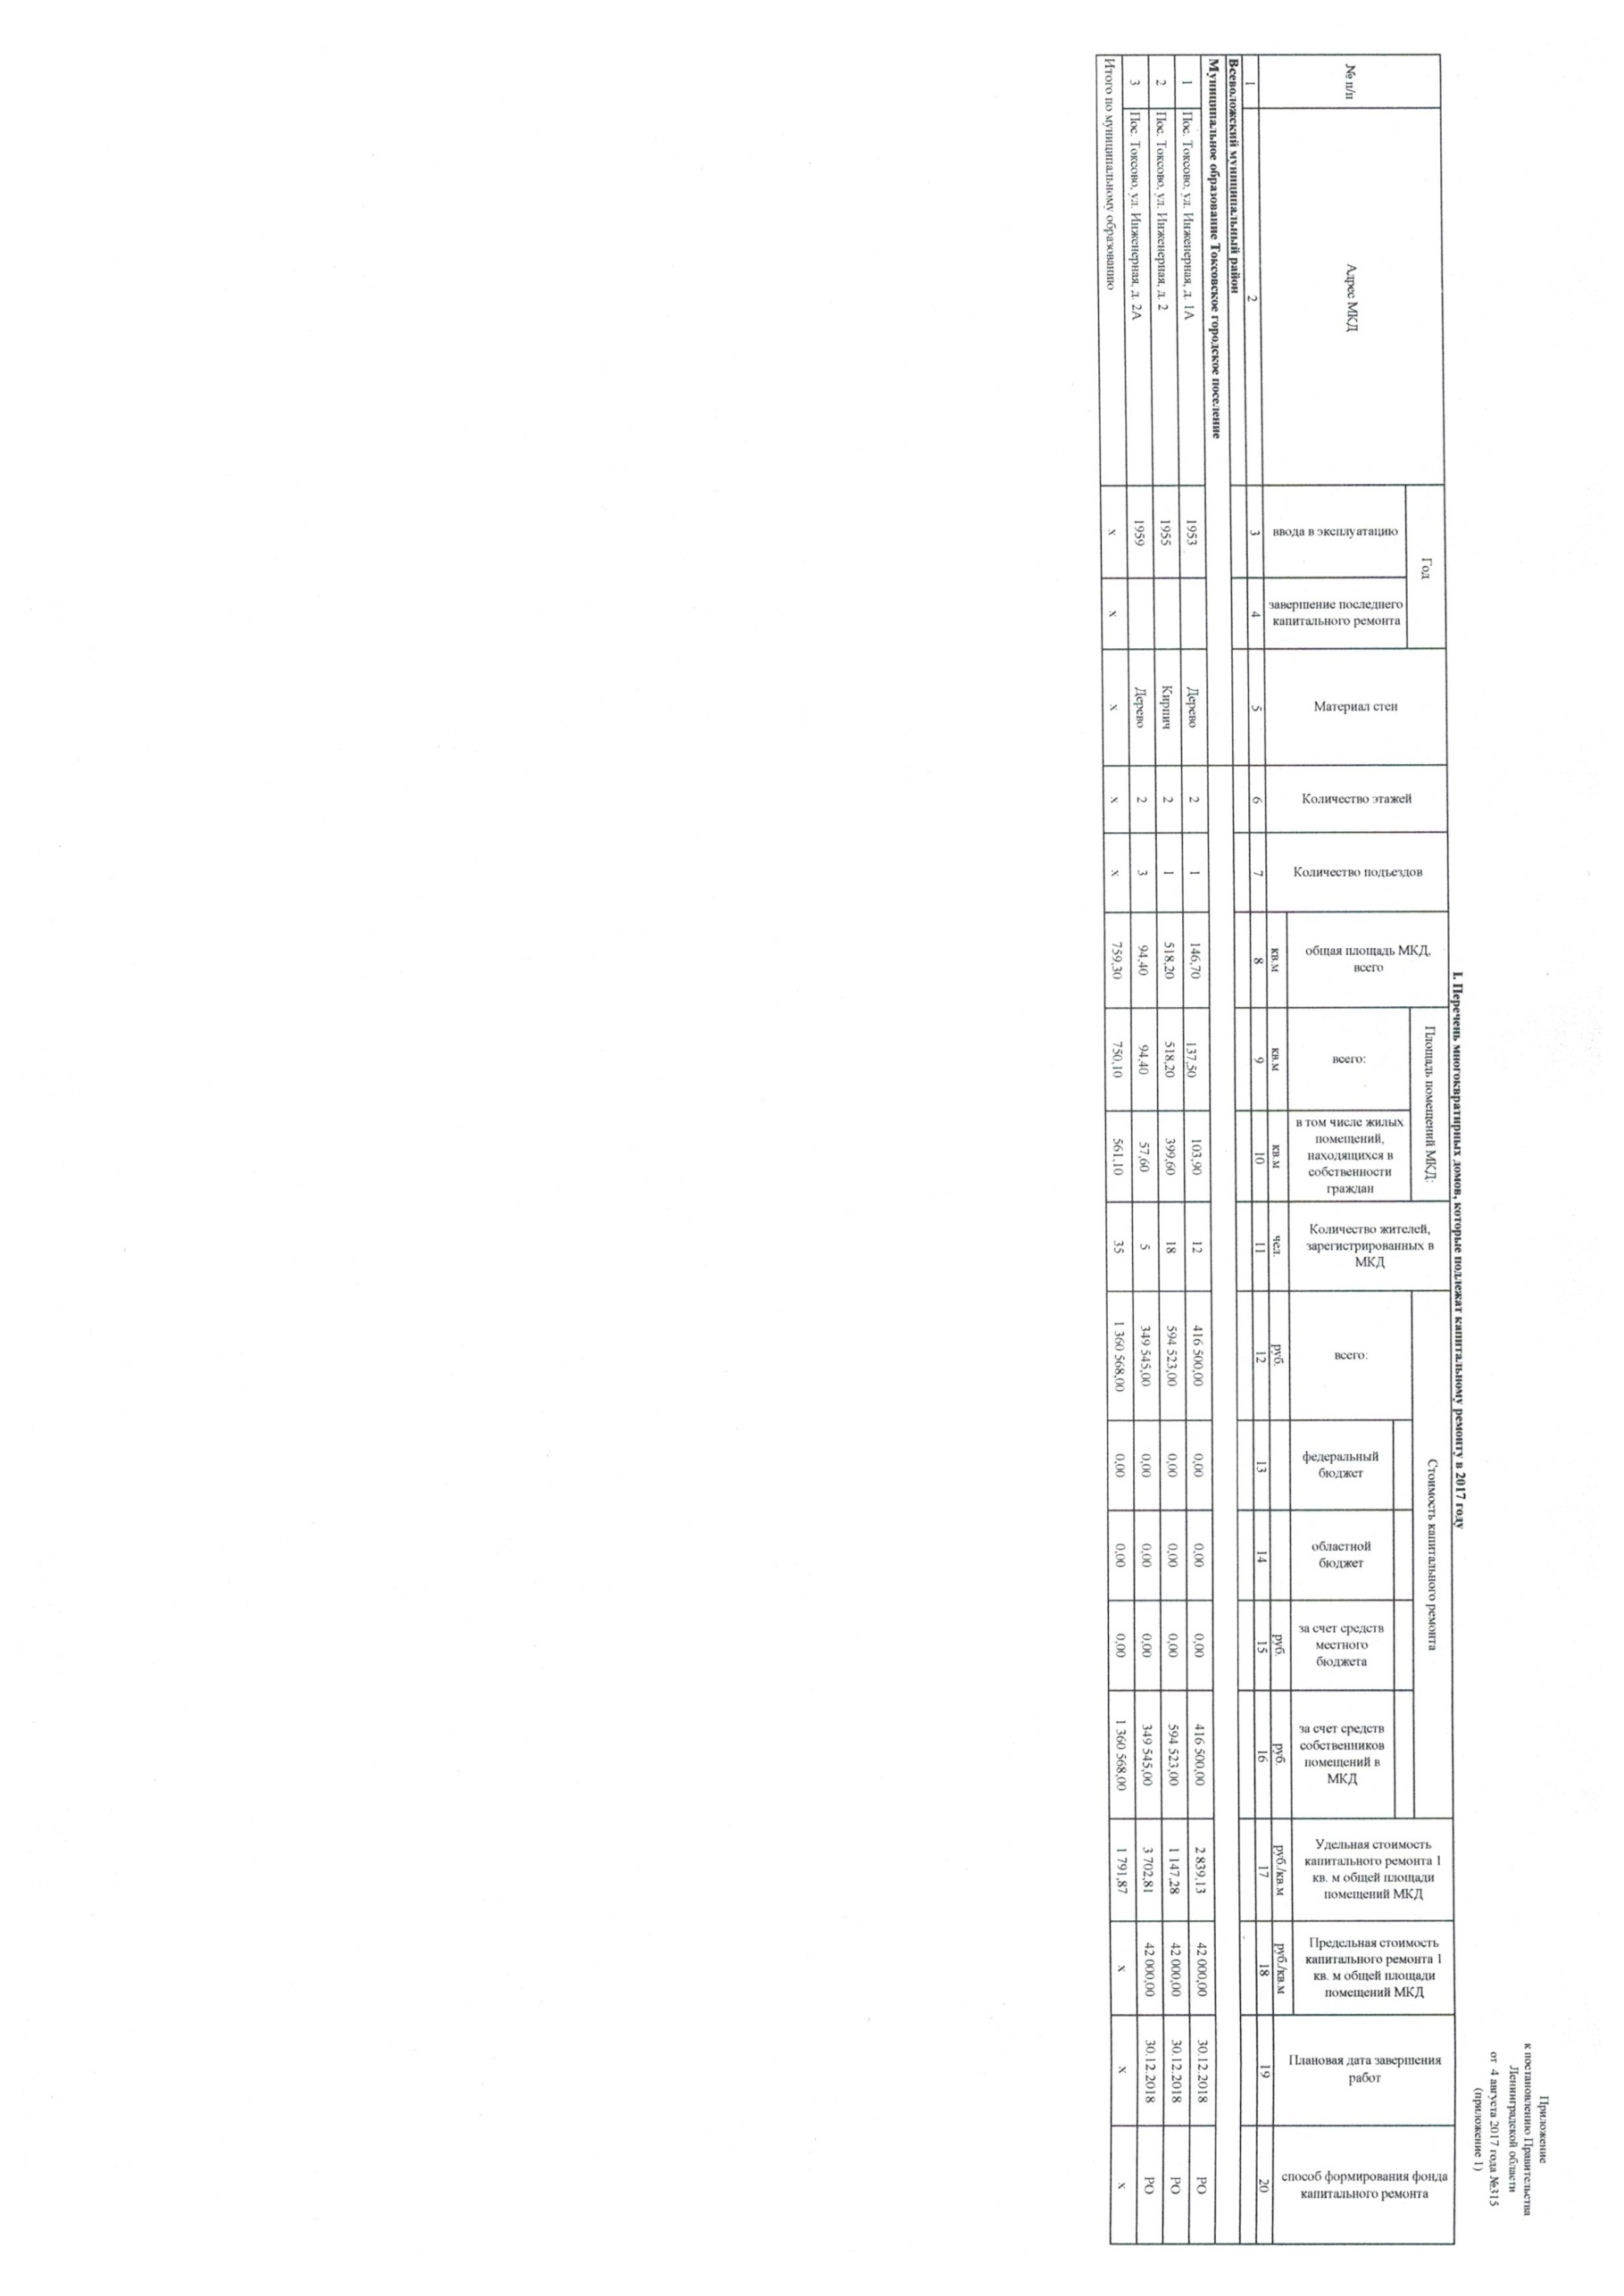 Приложение
к постановлению Правительства
Ленинградской области
от 4 августа 2017 года №315
(приложение 1)
I. Перечень многоквратирных домов, которые подлежат капитальному ремонту в 2017 году
№ п/п
Адрес МКД
Год
ввода в эксплуатацию
завершение последнего
капитального ремонта
Материал стен
Количество этажей
Количество подъездов
общая площадь МКД,
всего
Площадь помещений МКД:
всего:
в том числе жилых
помещений,
находящихся в
собственности
граждан
Количество жителей,
зарегистрированных в
МКД
Стоимость капитального ремонта
всего:
федеральный
бюджет
областной
бюджет
за счет средств
местного
бюджета
за счет средств
собственников
помещений в
МКД
Удельная стоимость
капитального ремонта 1
кв. м общей площади
помещений МКД
Предельная стоимость
капитального ремонта 1
кв. м общей площади
помещений МКД
Плановая дата завершения
работ
способ формирования фонда
капитального ремонта
кв.м кв.м кв.м чел. руб. руб. руб. руб./кв.м руб./кв.м
1 2 3 4 5 6 7 8 9 10 11 12 13 14 15 16 17 18 19 20
Всеволожский муниципальный район
Муниципальное образование Токсовское городское поселение
1 Пос. Токсово, ул. Инженерная, д. 1А 1953 Дерево 2 1 146,70 137,50 103,90 12 416 500,00 0,00 0,00 0,00 416 500,00 2 839,13 42 000,00 30.12.2018 РО
2 Пос. Токсово, ул. Инженерная, д. 2 1955 Кирпич 2 1 518,20 518,20 399,60 18 594 523,00 0,00 0,00 0,00 594 523,00 1 147,28 42 000,00 30.12.2018 РО
3 Пос. Токсово, ул. Инженерная, д. 2А 1959 Дерево 2 3 94,40 94,40 57,60 5 349 545,00 0,00 0,00 0,00 349 545,00 3 702,81 42 000,00 30.12.2018 РО
Итого по муниципальному образованию х х х х х 759,30 750,10 561,10 35 1 360 568,00 0,00 0,00 0,00 1 360 568,00 1 791,87 х х х